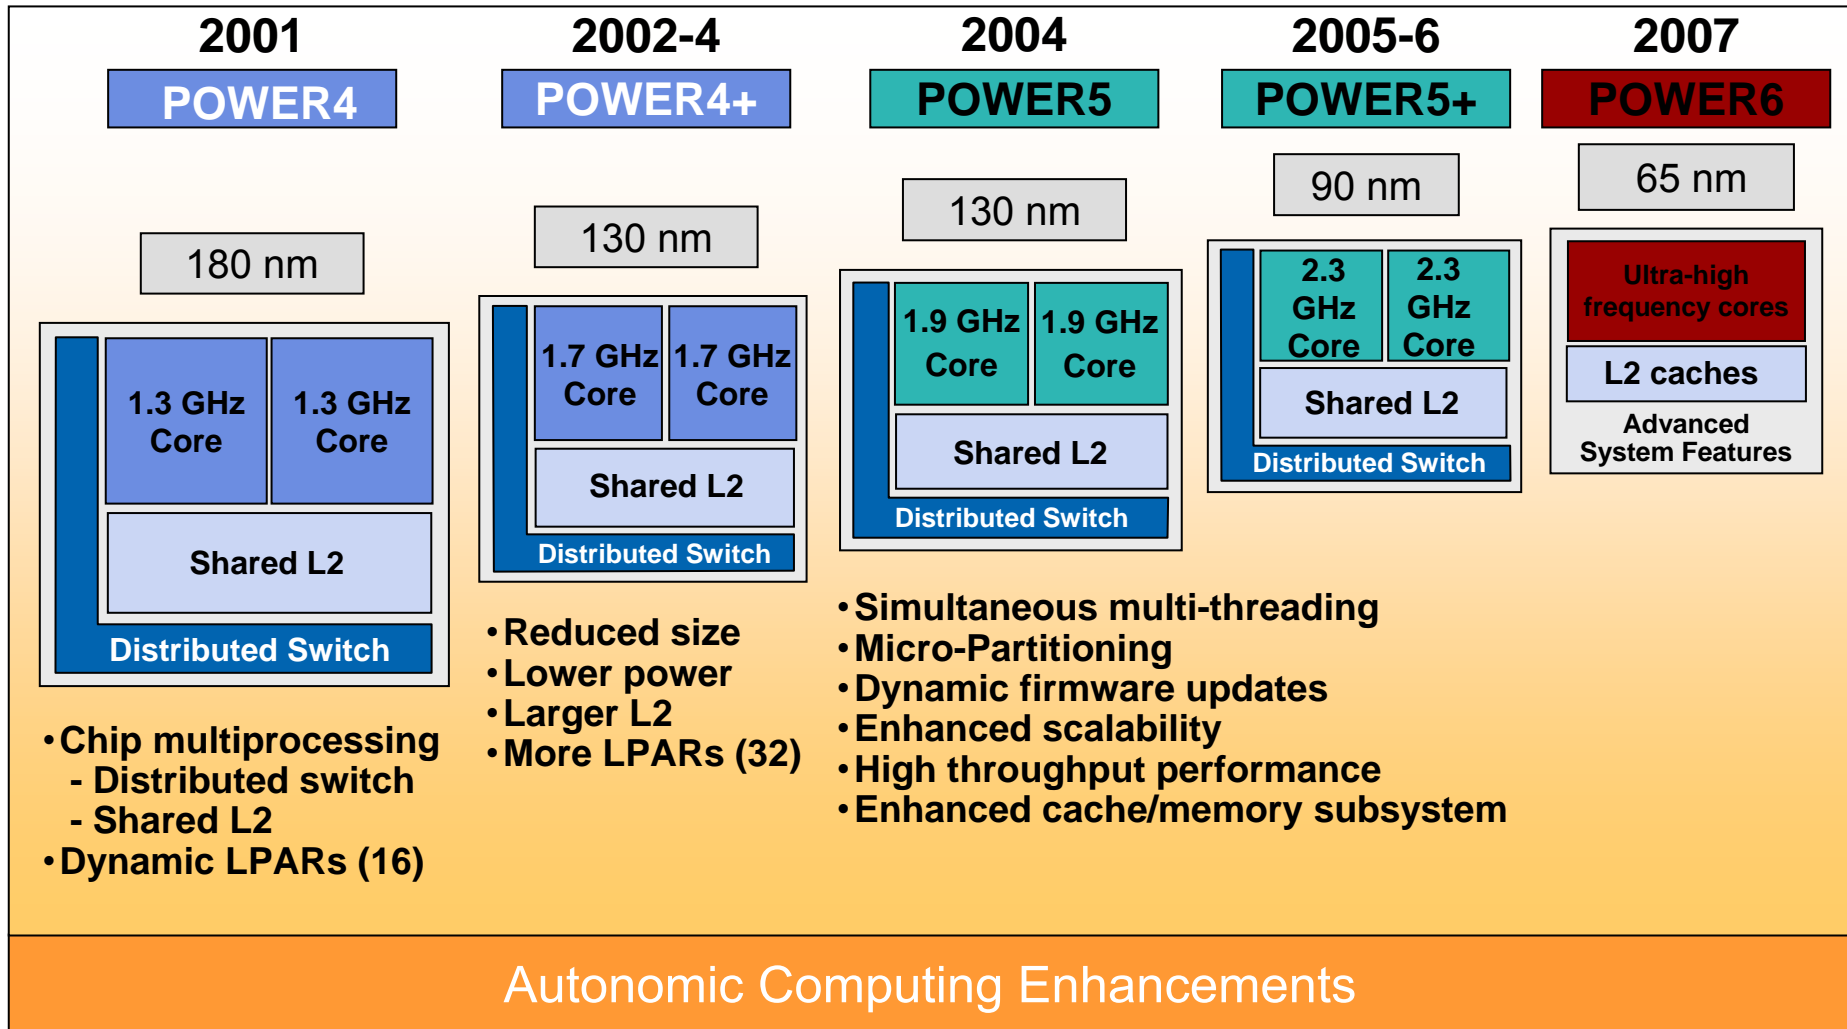 2001
POWER4
180 nm
1.3 GHz
Core
1.3 GHz
Core
Shared L2
Distributed Switch
•Chip multiprocessing
- Distributed switch
- Shared L2
•Dynamic LPARs (16)
2002-4
POWER4+
130 nm
1.7 GHz
Core
1.7 GHz
Core
Shared L2
Distributed Switch
•Reduced size
•Lower power
•Larger L2
•More LPARs (32)
2004
POWER5
130 nm
1.9 GHz
Core
1.9 GHz
Core
Shared L2
Distributed Switch
•Simultaneous multi-threading
•Micro-Partitioning
•Dynamic firmware updates
•Enhanced scalability
•High throughput performance
•Enhanced cache/memory subsystem
2005-6
POWER5+
90 nm
2.3
GHz
Core
2.3
GHz
Core
Shared L2
Distributed Switch
2007
POWER6
65 nm
Ultra-high
frequency cores
L2 caches
Advanced
System Features
Autonomic Computing Enhancements